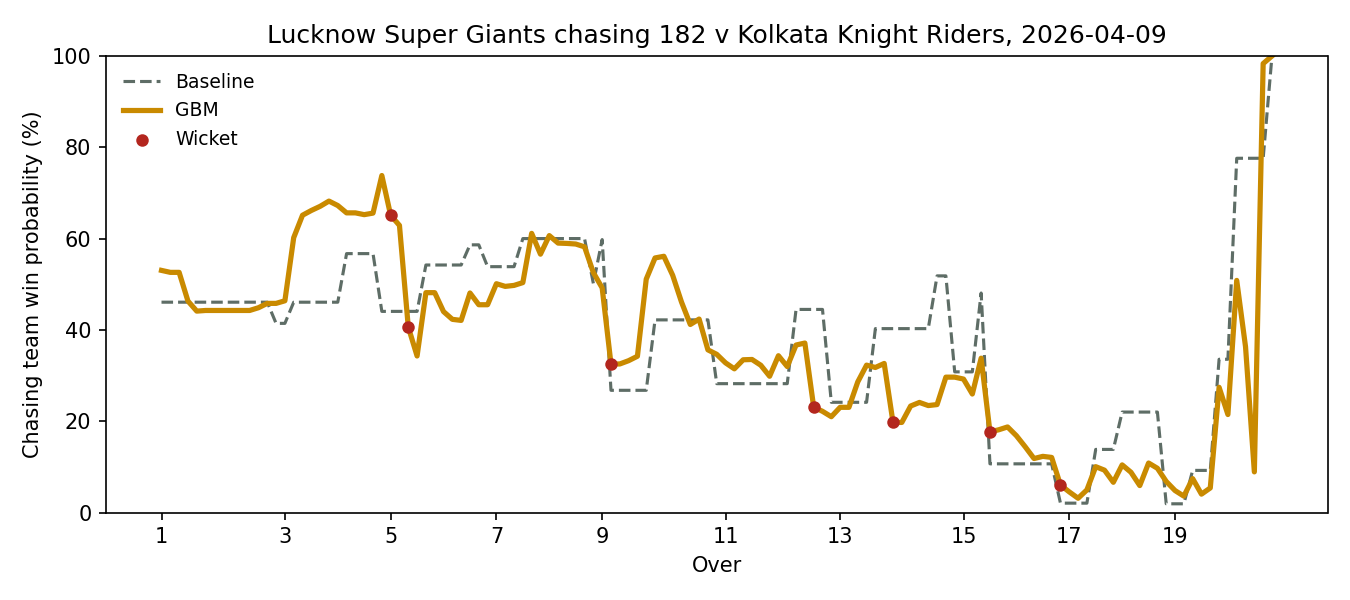 Lucknow Super Giants chasing 182 v Kolkata Knight Riders, 2026-04-09
Chasing team win probability (%)
100
80
60
40
20
0
Baseline
GBM
Wicket
1 3 5 7 9 11 13 15 17 19
Over